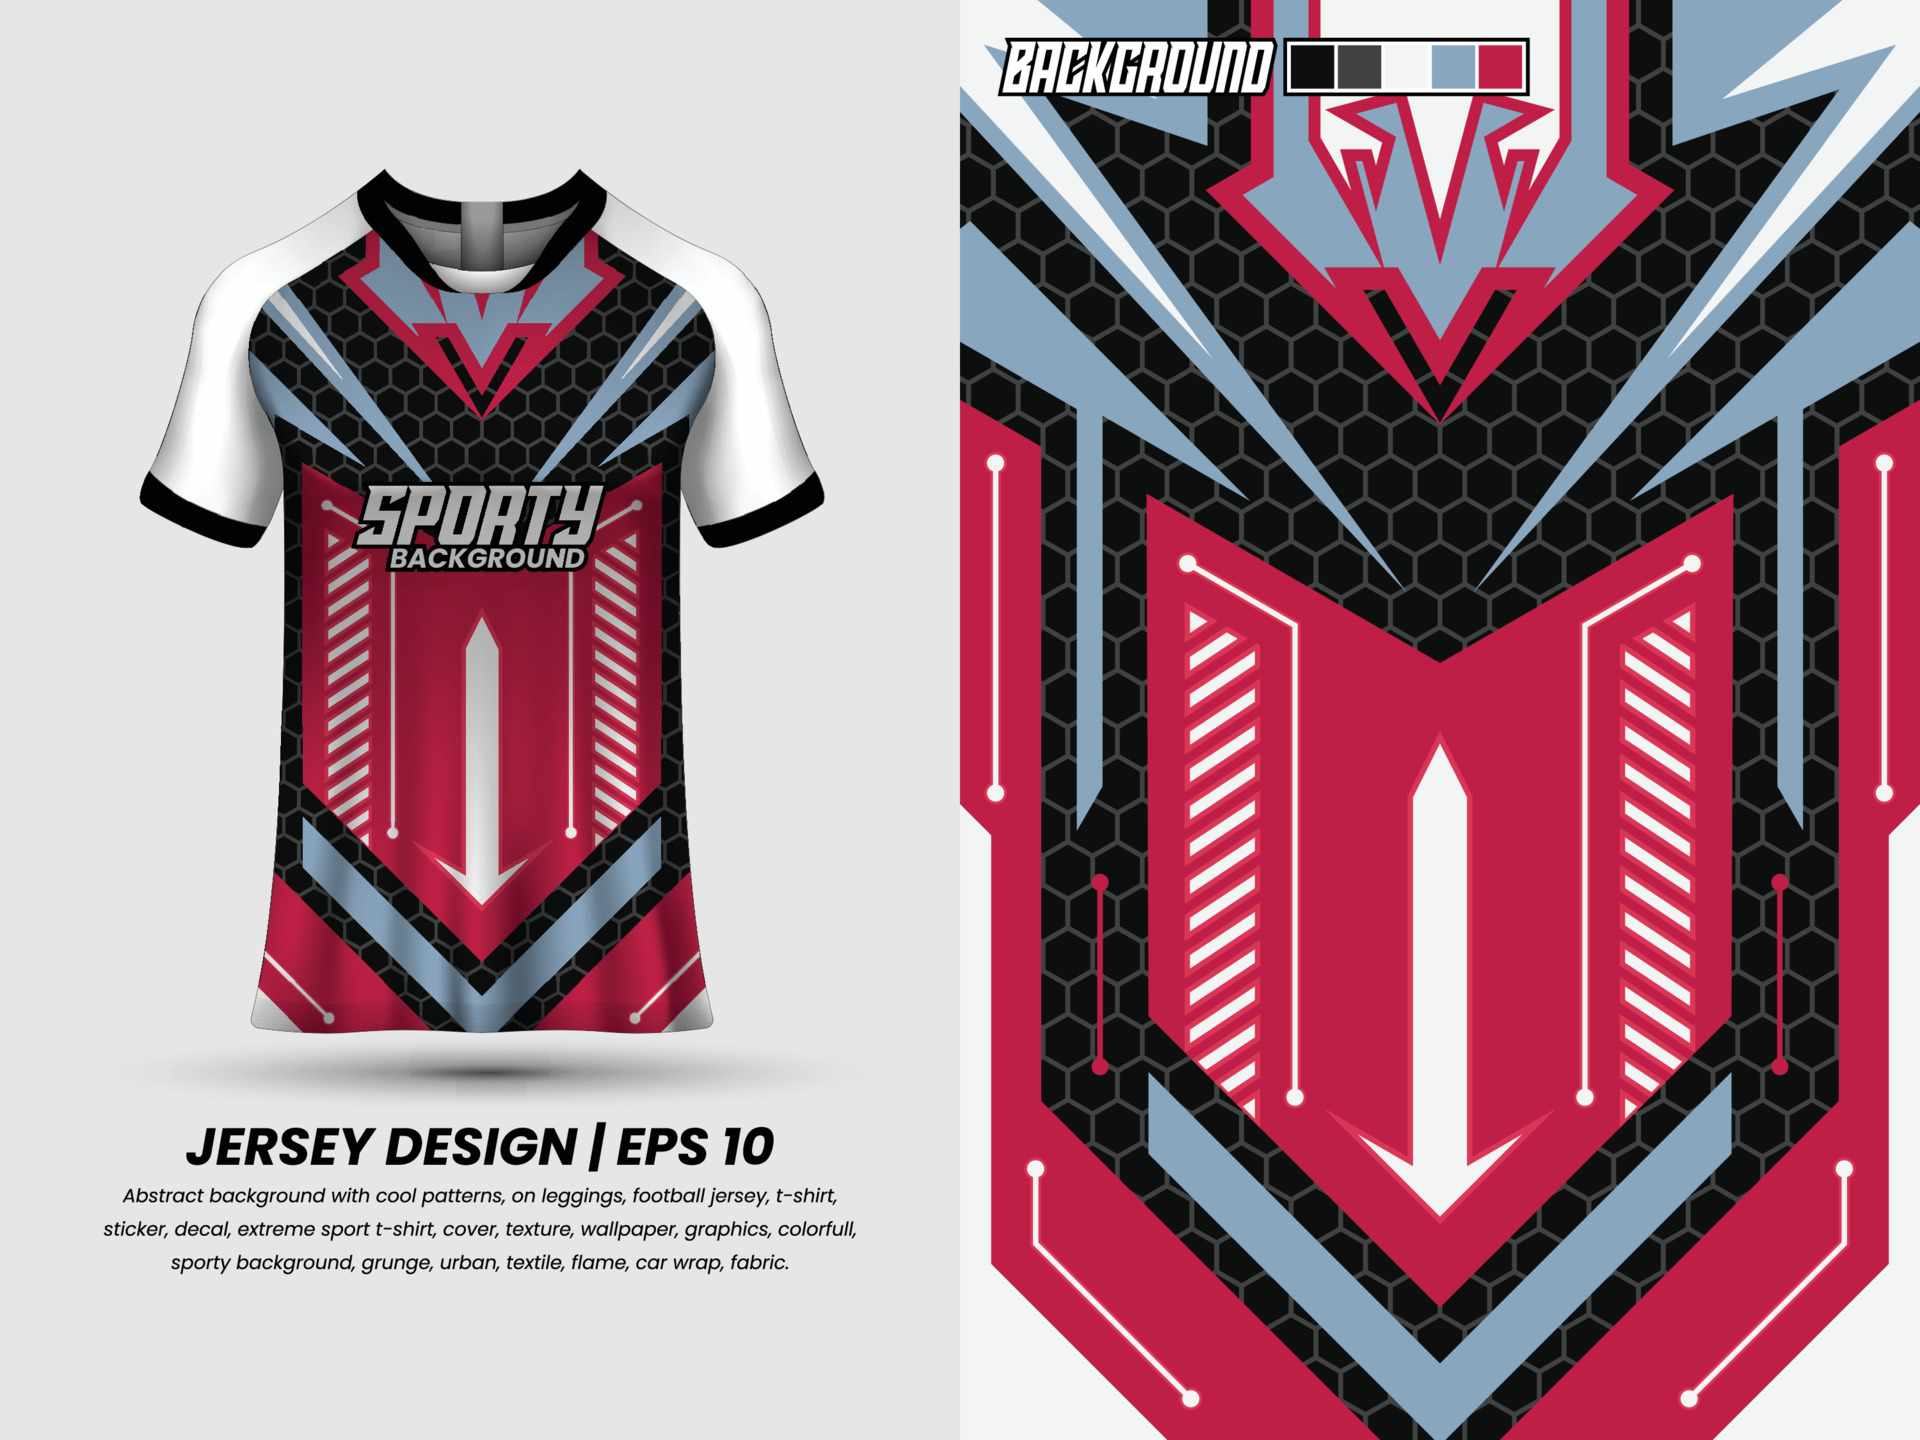 SPORTY
BACKGROUND
JERSEY DESIGN | EPS 10
Abstract background with cool patterns, on leggings, football jersey, t-shirt,
sticker, decal, extreme sport t-shirt, cover, texture, wallpaper, graphics, colorfull,
sporty background, grunge, urban, textile, flame, car wrap, fabric.
BACKGROUND